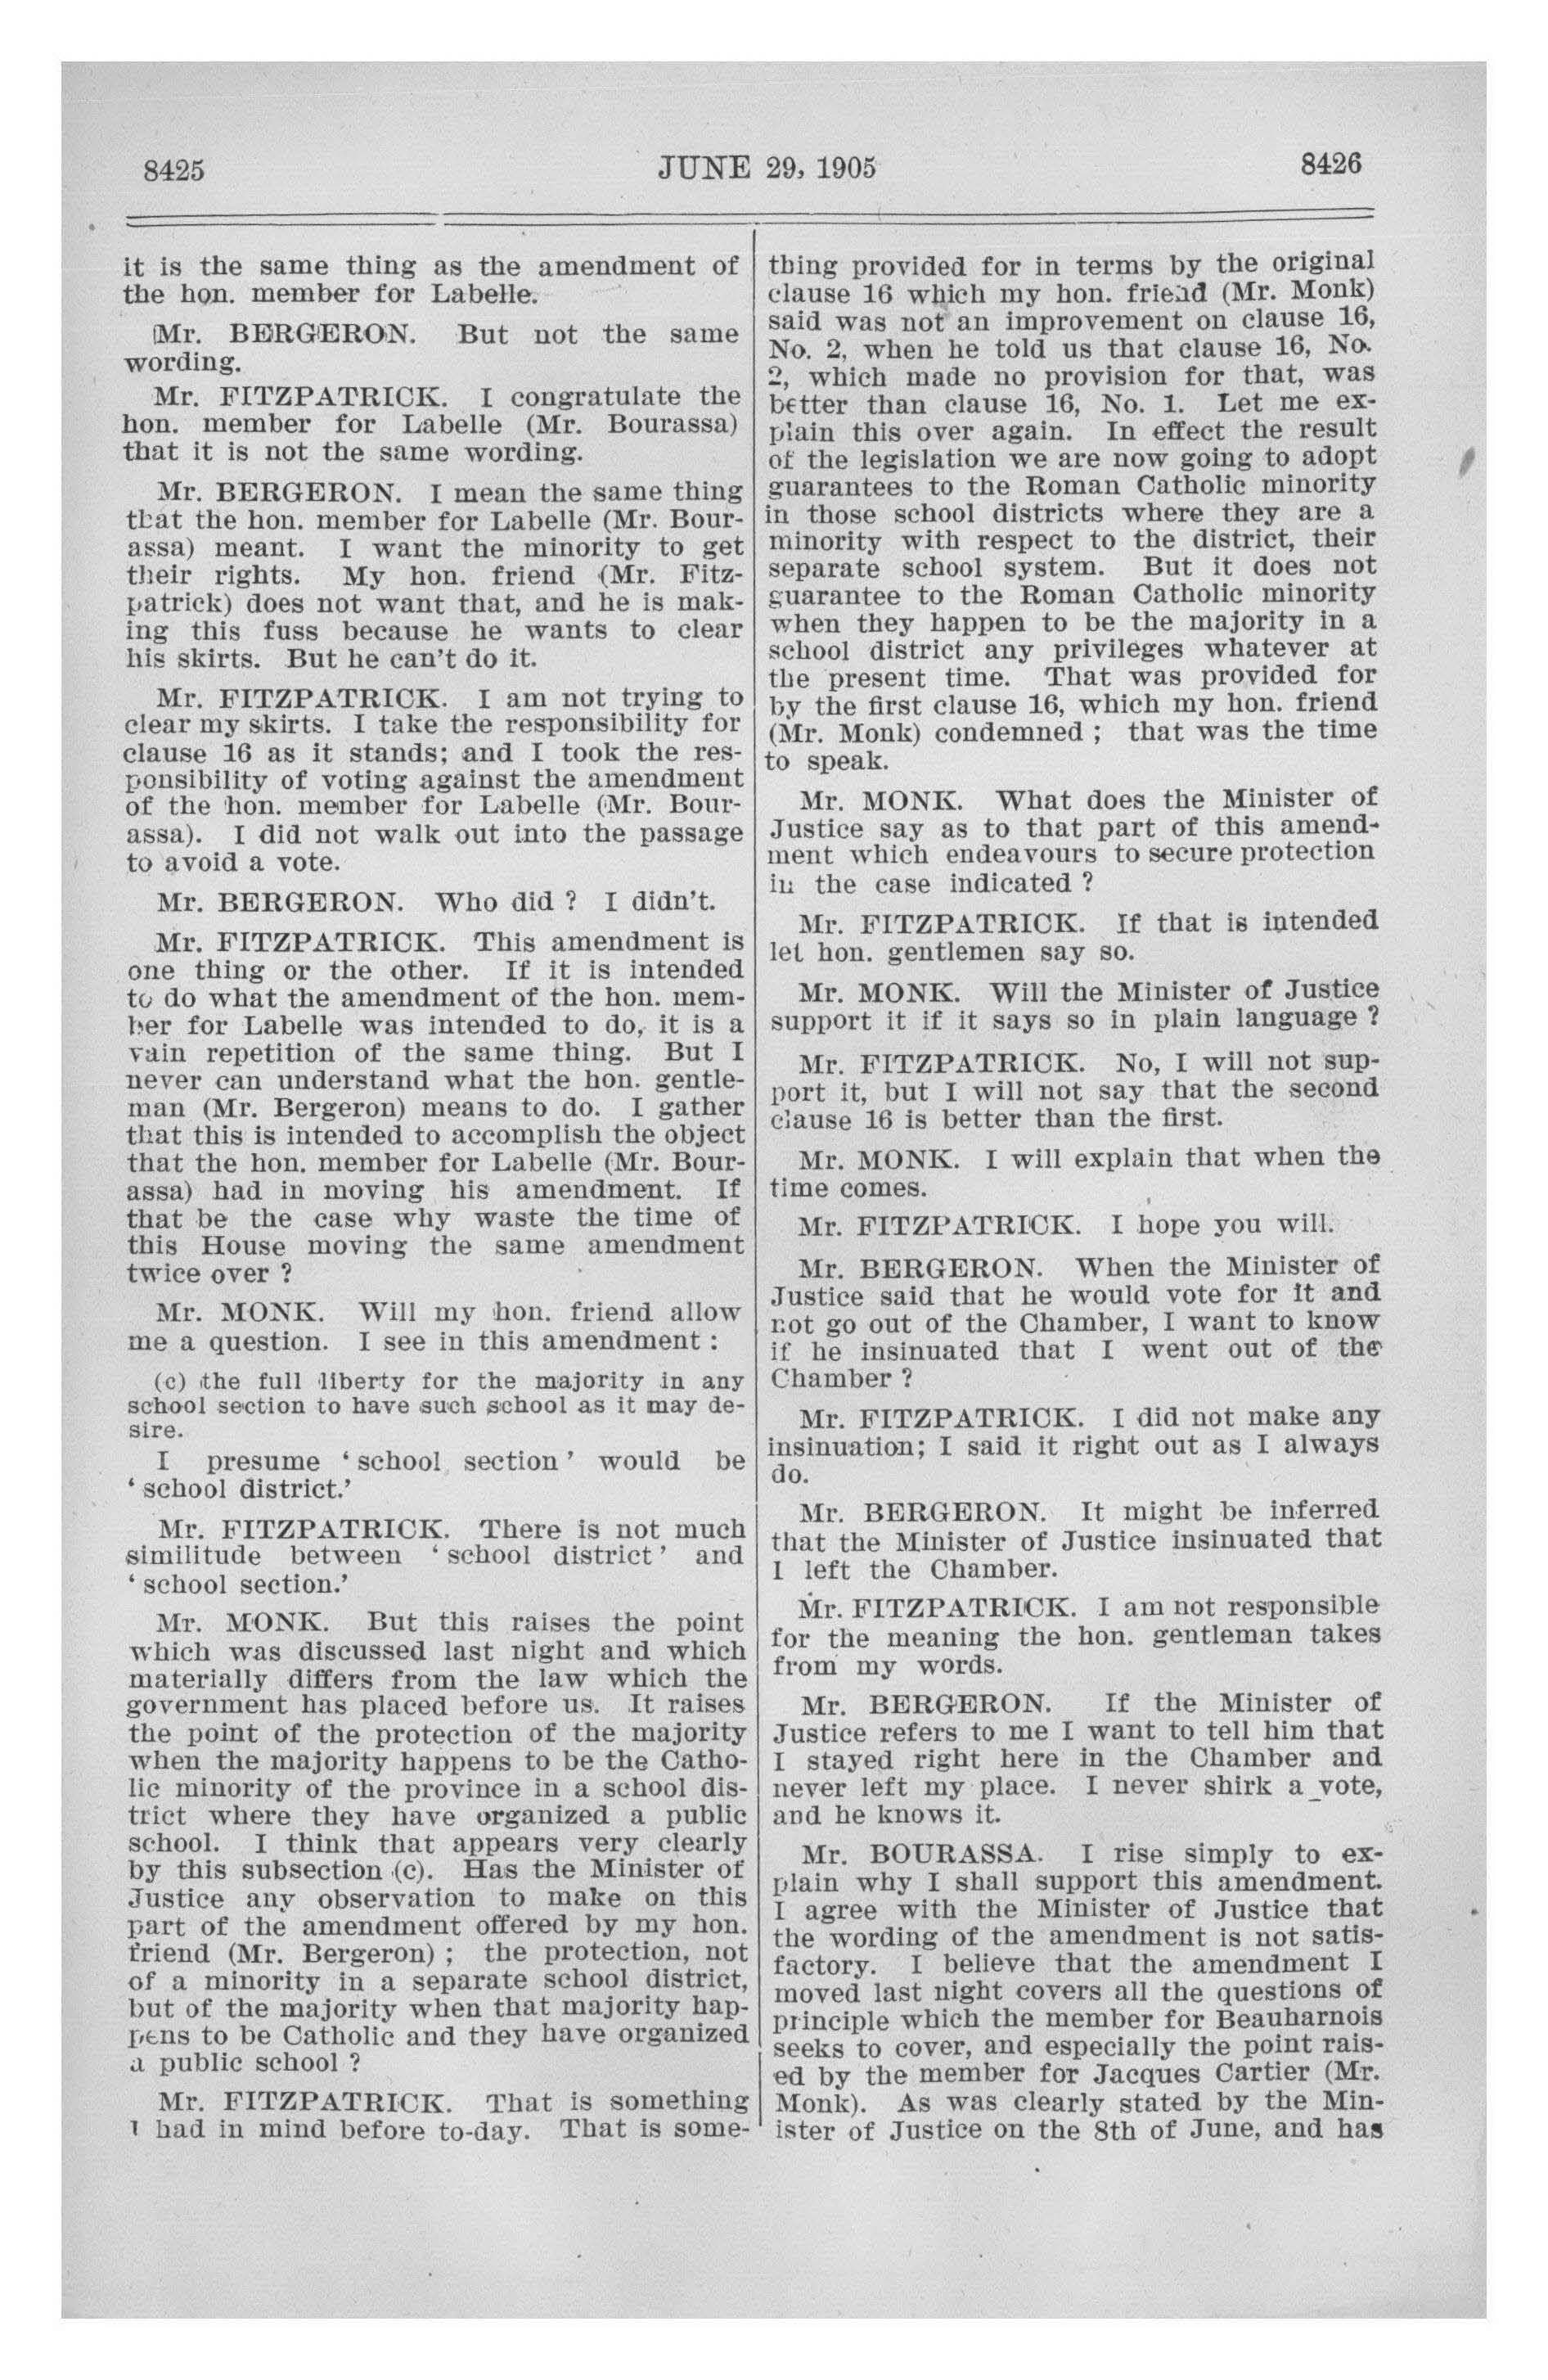 8425
JUNE 29, 1905
8426
it is the same thing as the amendment of
the hon. member for Labelle.
Mr. BERGERON. But not the same
wording.
Mr. FITZPATRICK. I congratulate the
hon. member for Labelle (Mr. Bourassa)
that it is not the same wording.
Mr. BERGERON. I mean the same thing
that the hon. member for Labelle (Mr. Bour-
assa) meant. I want the minority to get
their rights. My hon. friend (Mr. Fitz-
patrick) does not want that, and he is mak-
ing this fuss because he wants to clear
his skirts. But he can't do it.
Mr. FITZPATRICK. I am not trying to
clear my skirts. I take the responsibility for
clause 16 as it stands; and I took the res-
ponsibility of voting against the amendment
of the hon. member for Labelle (Mr. Bour-
assa). I did not walk out into the passage
to avoid a vote.
Mr. BERGERON. Who did ? I didn't.
Mr. FITZPATRICK. This amendment is
one thing or the other. If it is intended
to do what the amendment of the hon. mem-
ber for Labelle was intended to do, it is a
vain repetition of the same thing. But I
never can understand what the hon. gentle-
man (Mr. Bergeron) means to do. I gather
that this is intended to accomplish the object
that the hon. member for Labelle (Mr. Bour-
assa) had in moving his amendment. If
that be the case why waste the time of
this House moving the same amendment
twice over ?
Mr. MONK. Will my hon. friend allow
me a question. I see in this amendment :
(c) the full liberty for the majority in any
school section to have such school as it may de-
sire.
I presume ' school section ' would be
' school district.'
Mr. FITZPATRICK. There is not much
similitude between ' school district ' and
' school section.'
Mr. MONK. But this raises the point
which was discussed last night and which
materially differs from the law which the
government has placed before us. It raises
the point of the protection of the majority
when the majority happens to be the Catho-
lic minority of the province in a school dis-
trict where they have organized a public
school. I think that appears very clearly
by this subsection (c). Has the Minister of
Justice any observation to make on this
part of the amendment offered by my hon.
friend (Mr. Bergeron) ; the protection, not
of a minority in a separate school district,
but of the majority when that majority hap-
pens to be Catholic and they have organized
a public school ?
Mr. FITZPATRICK. That is something
I had in mind before to-day. That is some-
thing provided for in terms by the original
clause 16 which my hon. friend (Mr. Monk)
said was not an improvement on clause 16,
No. 2, when he told us that clause 16, No.
2, which made no provision for that, was
better than clause 16, No. 1. Let me ex-
plain this over again. In effect the result
of the legislation we are now going to adopt
guarantees to the Roman Catholic minority
in those school districts where they are a
minority with respect to the district, their
separate school system. But it does not
guarantee to the Roman Catholic minority
when they happen to be the majority in a
school district any privileges whatever at
the present time. That was provided for
by the first clause 16, which my hon. friend
(Mr. Monk) condemned ; that was the time
to speak.
Mr. MONK. What does the Minister of
Justice say as to that part of this amend-
ment which endeavours to secure protection
in the case indicated ?
Mr. FITZPATRICK. If that is intended
let hon. gentlemen say so.
Mr. MONK. Will the Minister of Justice
support it if it says so in plain language ?
Mr. FITZPATRICK. No, I will not sup-
port it, but I will not say that the second
clause 16 is better than the first.
Mr. MONK. I will explain that when the
time comes.
Mr. FITZPATRICK. I hope you will.
Mr. BERGERON. When the Minister of
Justice said that he would vote for it and
not go out of the Chamber, I want to know
if he insinuated that I went out of the
Chamber ?
Mr. FITZPATRICK. I did not make any
insinuation; I said it right out as I always
do.
Mr. BERGERON. It might be inferred
that the Minister of Justice insinuated that
I left the Chamber.
Mr. FITZPATRICK. I am not responsible
for the meaning the hon. gentleman takes
from my words.
Mr. BERGERON. If the Minister of
Justice refers to me I want to tell him that
I stayed right here in the Chamber and
never left my place. I never shirk a vote,
and he knows it.
Mr. BOURASSA. I rise simply to ex-
plain why I shall support this amendment.
I agree with the Minister of Justice that
the wording of the amendment is not satis-
factory. I believe that the amendment I
moved last night covers all the questions of
principle which the member for Beauharnois
seeks to cover, and especially the point rais-
ed by the member for Jacques Cartier (Mr.
Monk). As was clearly stated by the Min-
ister of Justice on the 8th of June, and has